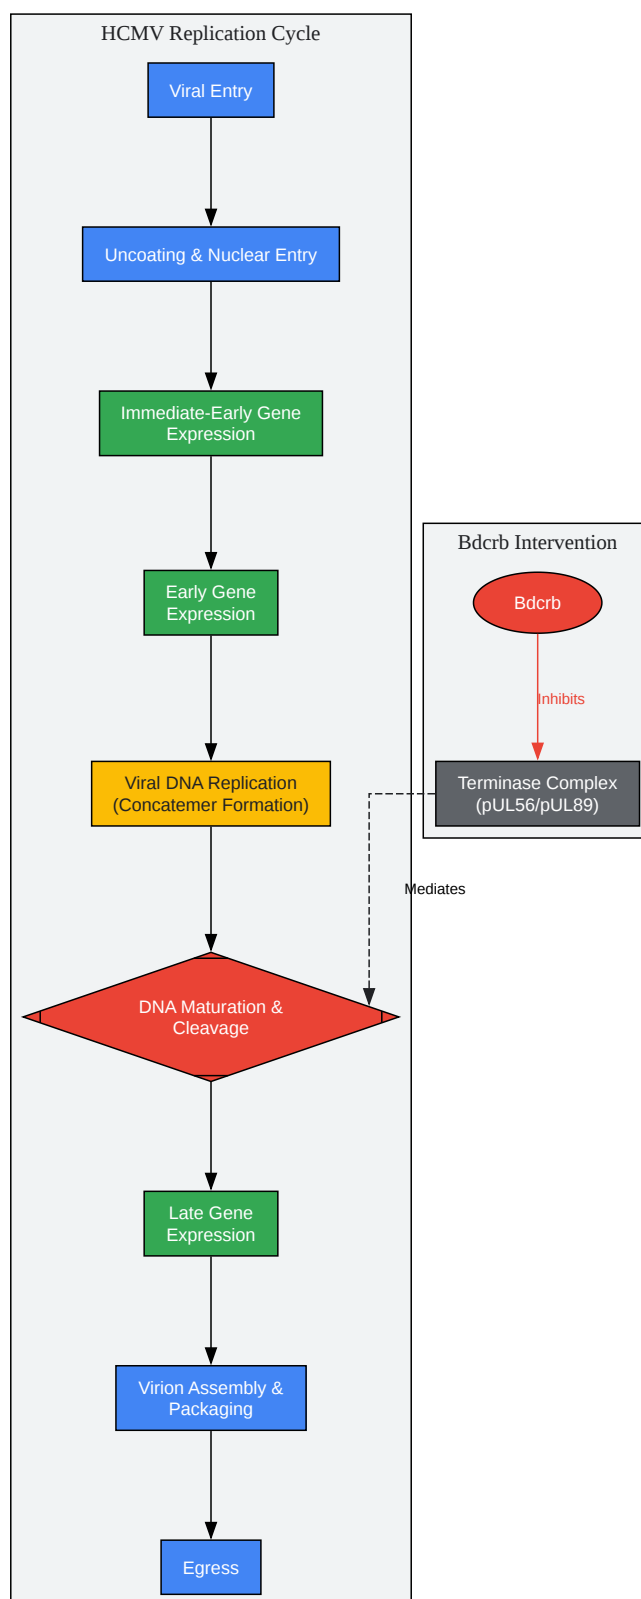 HCMV Replication Cycle
Viral Entry
Uncoating & Nuclear Entry
Immediate-Early Gene
Expression
Early Gene
Expression
Viral DNA Replication
(Concatemer Formation)
DNA Maturation &
Cleavage
Late Gene
Expression
Virion Assembly &
Packaging
Egress
Bdcrb Intervention
Bdcrb
Inhibits
Terminase Complex
(pUL56/pUL89)
Mediates